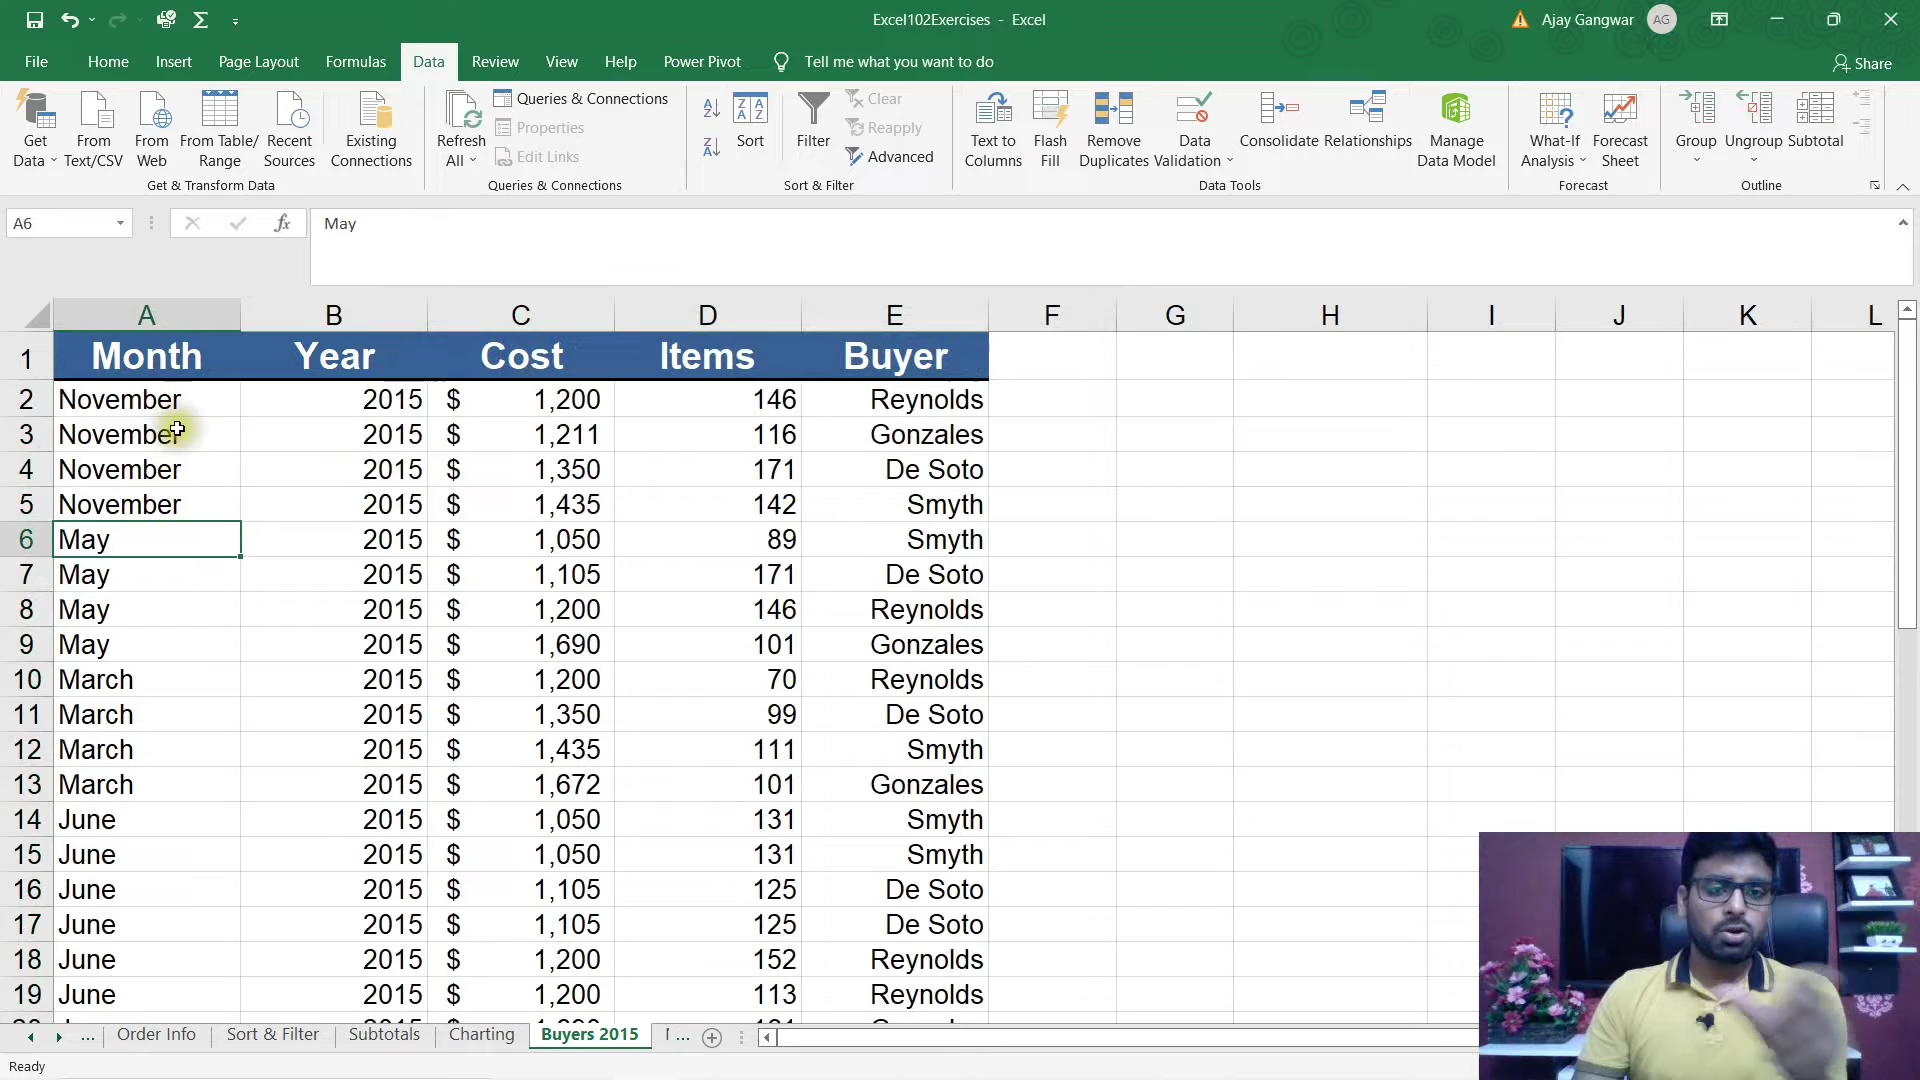 Excel102Exercises - Excel
Ajay Gangwar AG
File Home Insert Page Layout Formulas Data Review View Help Power Pivot Tell me what you want to do Share
Get Data
From Text/CSV
From Web
From Table/ Range
Recent Sources
Existing Connections
Get & Transform Data
Refresh All
Queries & Connections
Properties
Edit Links
Queries & Connections
Sort
Filter
Clear
Reapply
Advanced
Sort & Filter
Text to Columns
Flash Fill
Remove Duplicates
Data Validation
Consolidate
Relationships
Manage Data Model
Data Tools
What-If Analysis
Forecast Sheet
Forecast
Group
Ungroup
Subtotal
Outline
A6 fx May
A B C D E F G H I J K L
1 Month Year Cost Items Buyer
2 November 2015 $ 1,200 146 Reynolds
3 November 2015 $ 1,211 116 Gonzales
4 November 2015 $ 1,350 171 De Soto
5 November 2015 $ 1,435 142 Smyth
6 May 2015 $ 1,050 89 Smyth
7 May 2015 $ 1,105 171 De Soto
8 May 2015 $ 1,200 146 Reynolds
9 May 2015 $ 1,690 101 Gonzales
10 March 2015 $ 1,200 70 Reynolds
11 March 2015 $ 1,350 99 De Soto
12 March 2015 $ 1,435 111 Smyth
13 March 2015 $ 1,672 101 Gonzales
14 June 2015 $ 1,050 131 Smyth
15 June 2015 $ 1,050 131 Smyth
16 June 2015 $ 1,105 125 De Soto
17 June 2015 $ 1,105 125 De Soto
18 June 2015 $ 1,200 152 Reynolds
19 June 2015 $ 1,200 113 Reynolds
... Order Info Sort & Filter Subtotals Charting Buyers 2015 ...
Ready